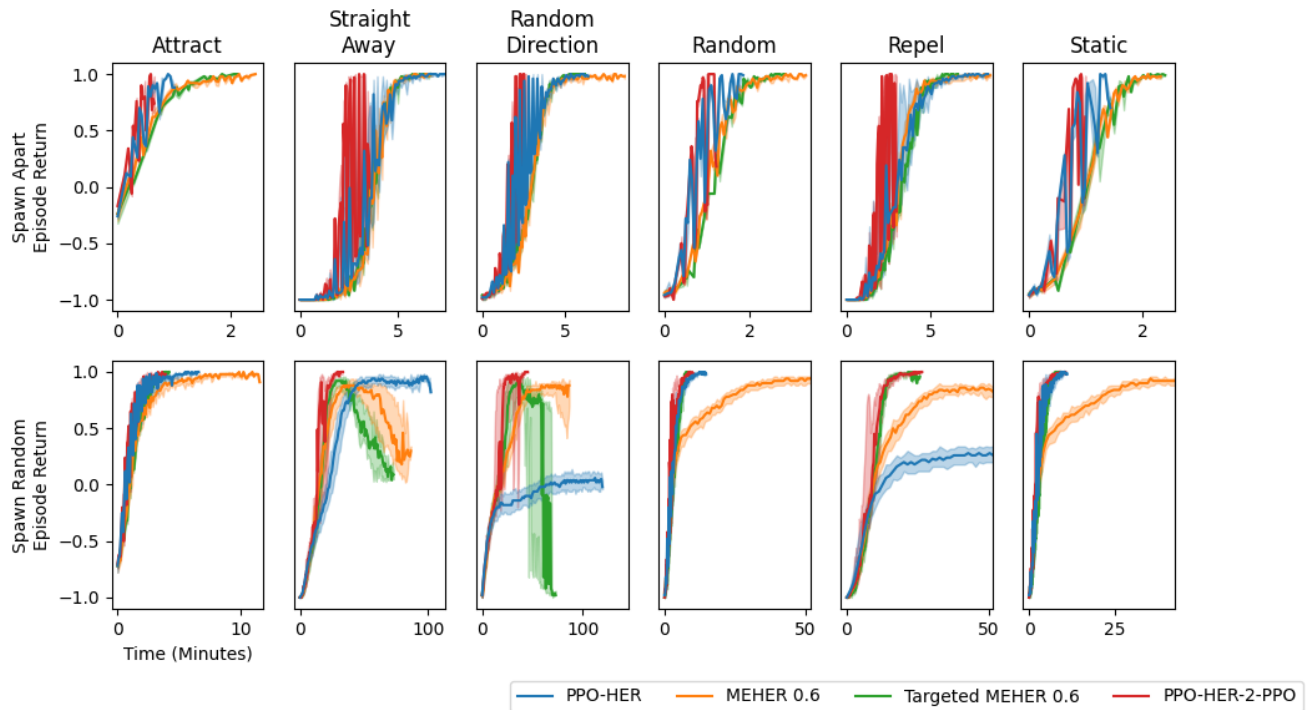 Attract
Straight
Away
Random
Direction
Random
Repel
Static
Spawn Apart
Episode Return
1.0
0.5
0.0
−0.5
−1.0
0 2
0 5
0 5
0 2
0 5
0 2
Spawn Random
Episode Return
1.0
0.5
0.0
−0.5
−1.0
0 10
0 100
0 100
0 50
0 50
0 25
Time (Minutes)
PPO-HER MEHER 0.6 Targeted MEHER 0.6 PPO-HER-2-PPO